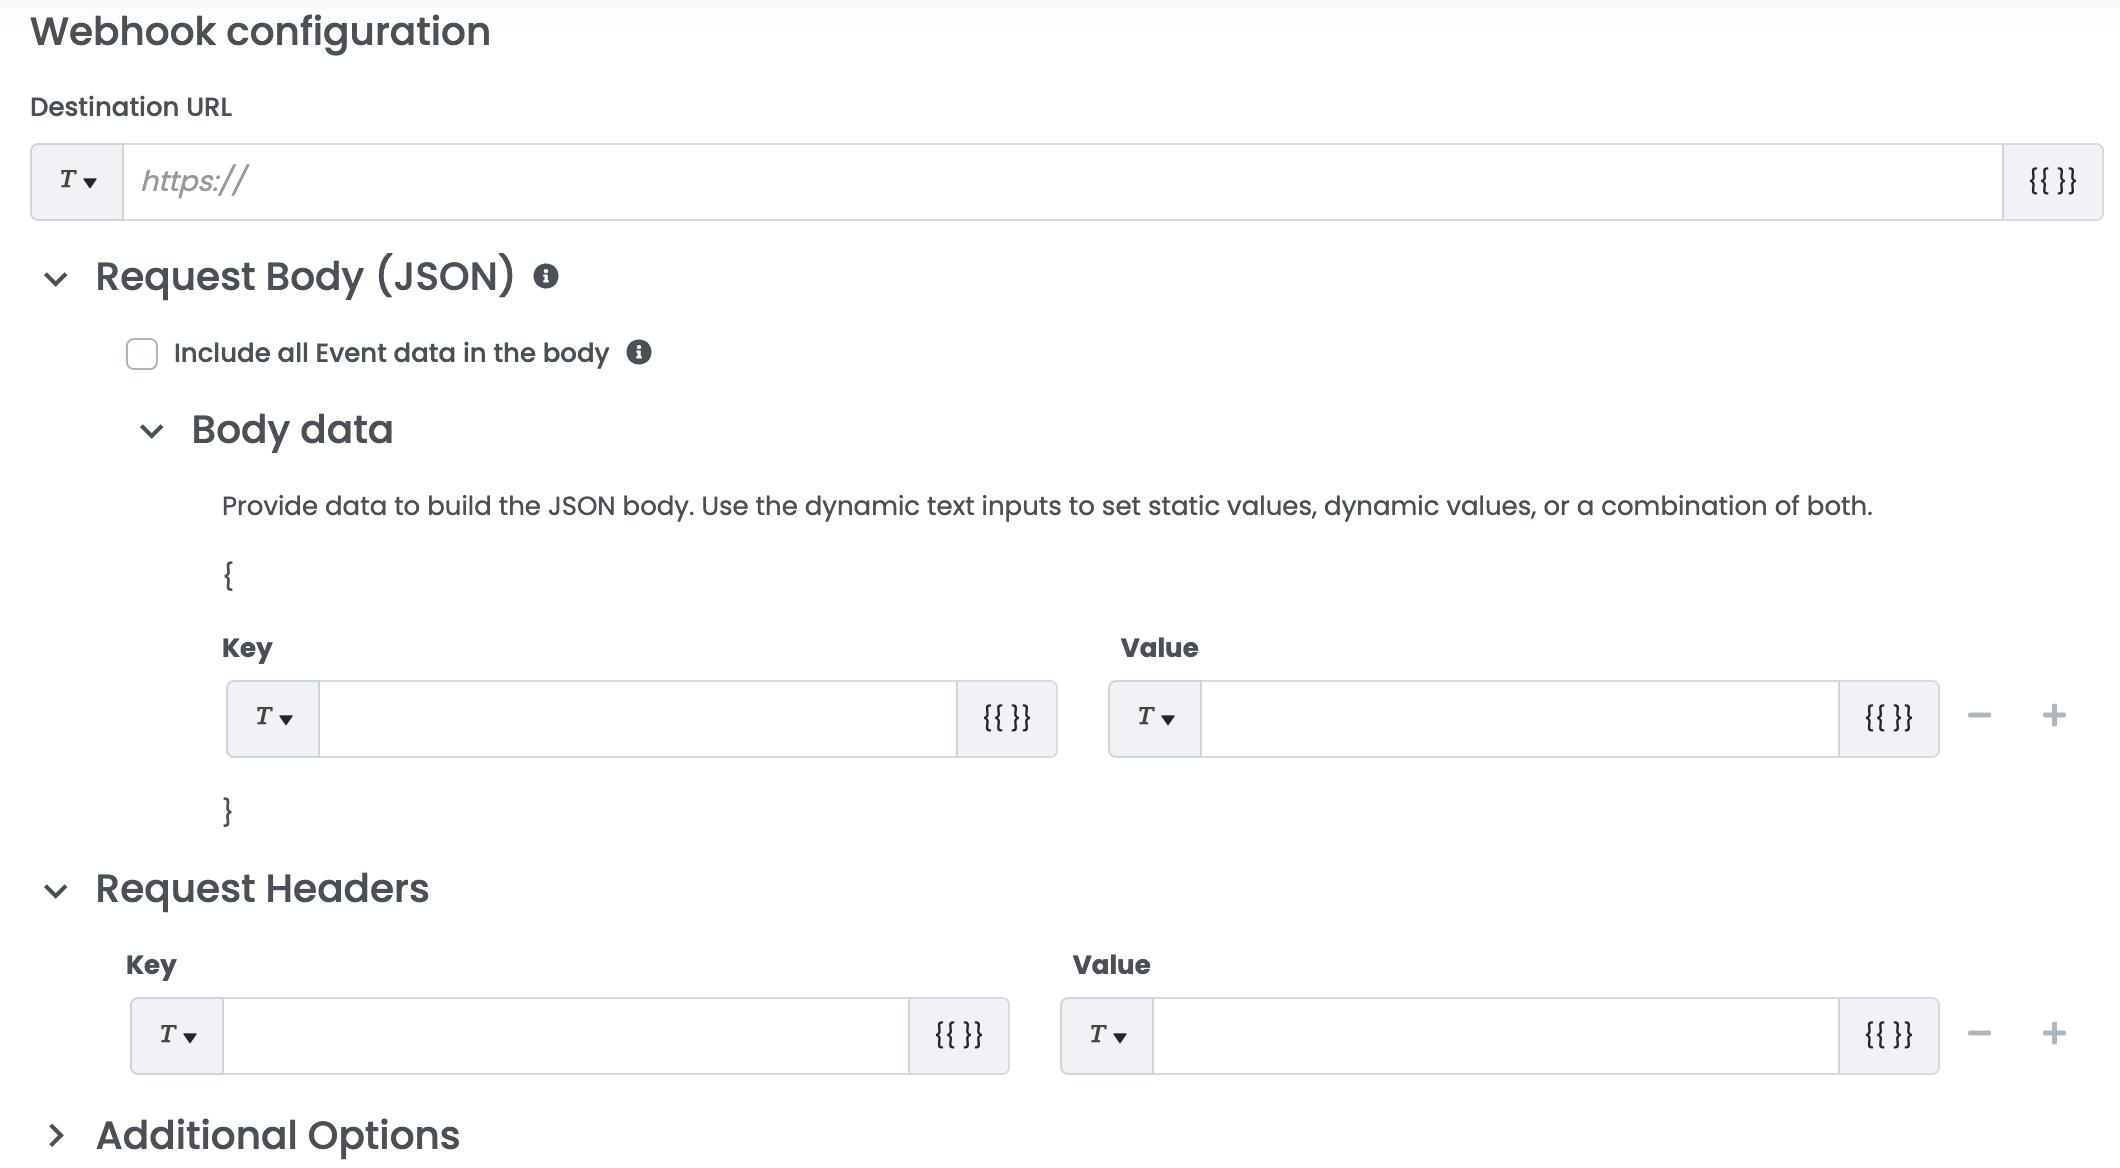 Webhook configuration
Destination URL
T https:// {{ }}
Request Body (JSON)
Include all Event data in the body
Body data
Provide data to build the JSON body. Use the dynamic text inputs to set static values, dynamic values, or a combination of both.
{
Key Value
T {{ }} T {{ }} − +
}
Request Headers
Key Value
T {{ }} T {{ }} − +
Additional Options